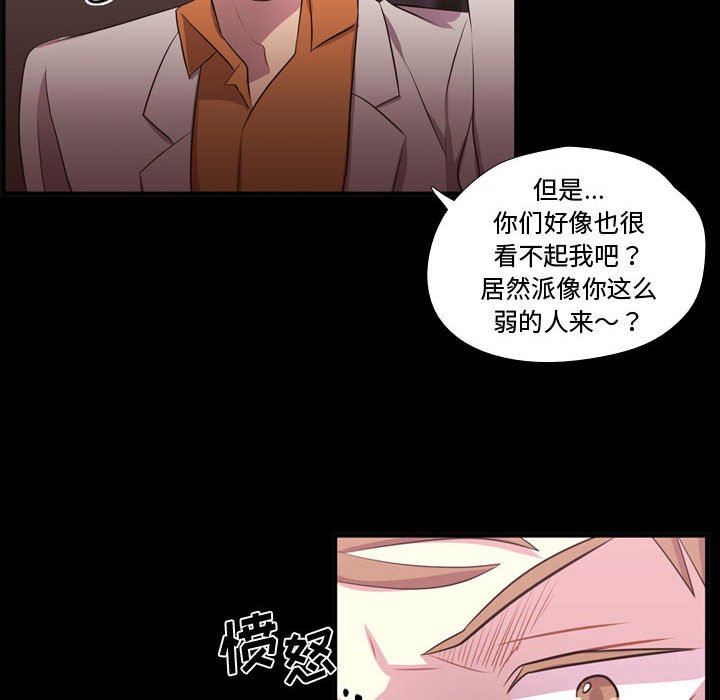 但是...
你们好像也很
看不起我吧？
居然派像你这么
弱的人来～？
愤怒